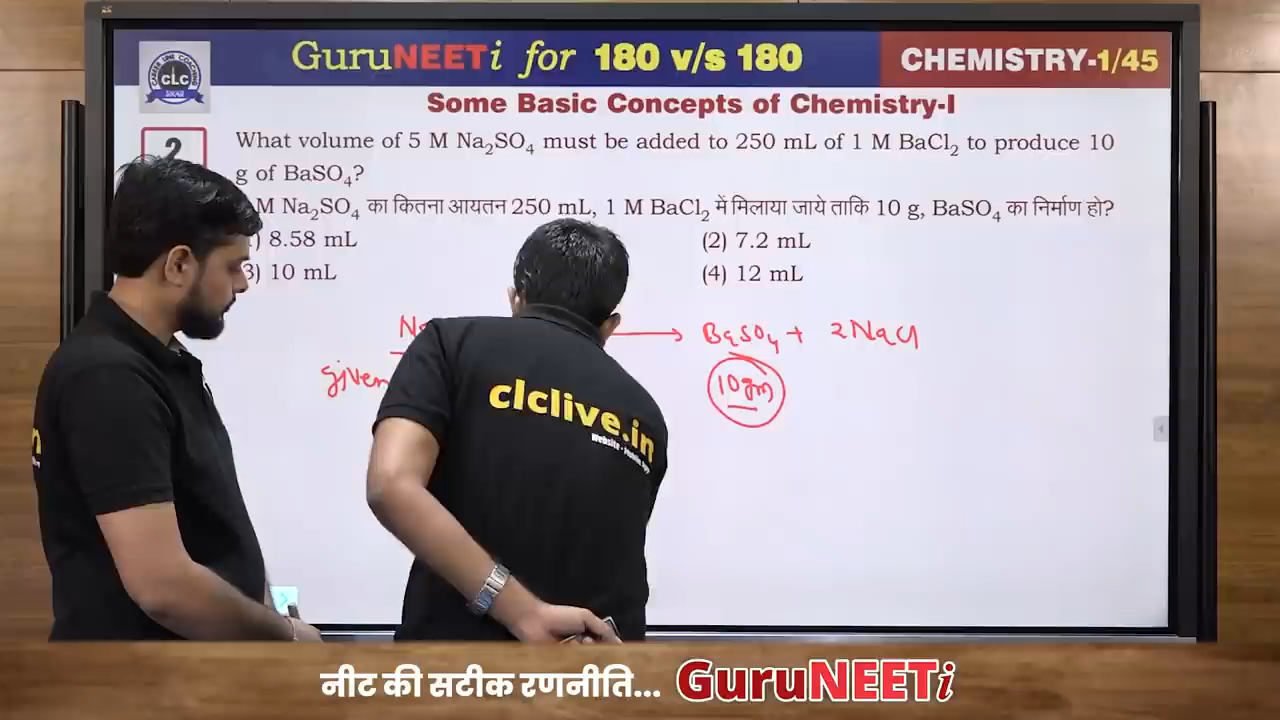 GuruNEETi for 180 v/s 180
CHEMISTRY-1/45
CLC
SIKAR
Some Basic Concepts of Chemistry-I
2
What volume of 5 M Na₂SO₄ must be added to 250 mL of 1 M BaCl₂ to produce 10
g of BaSO₄?
M Na₂SO₄ का कितना आयतन 250 mL, 1 M BaCl₂ में मिलाया जाये ताकि 10 g, BaSO₄ का निर्माण हो?
) 8.58 mL
(2) 7.2 mL
3) 10 mL
(4) 12 mL
Na → BaSO₄ + 2NaCl
given
10gm
clclive.in
नीट की सटीक रणनीति... GuruNEETi